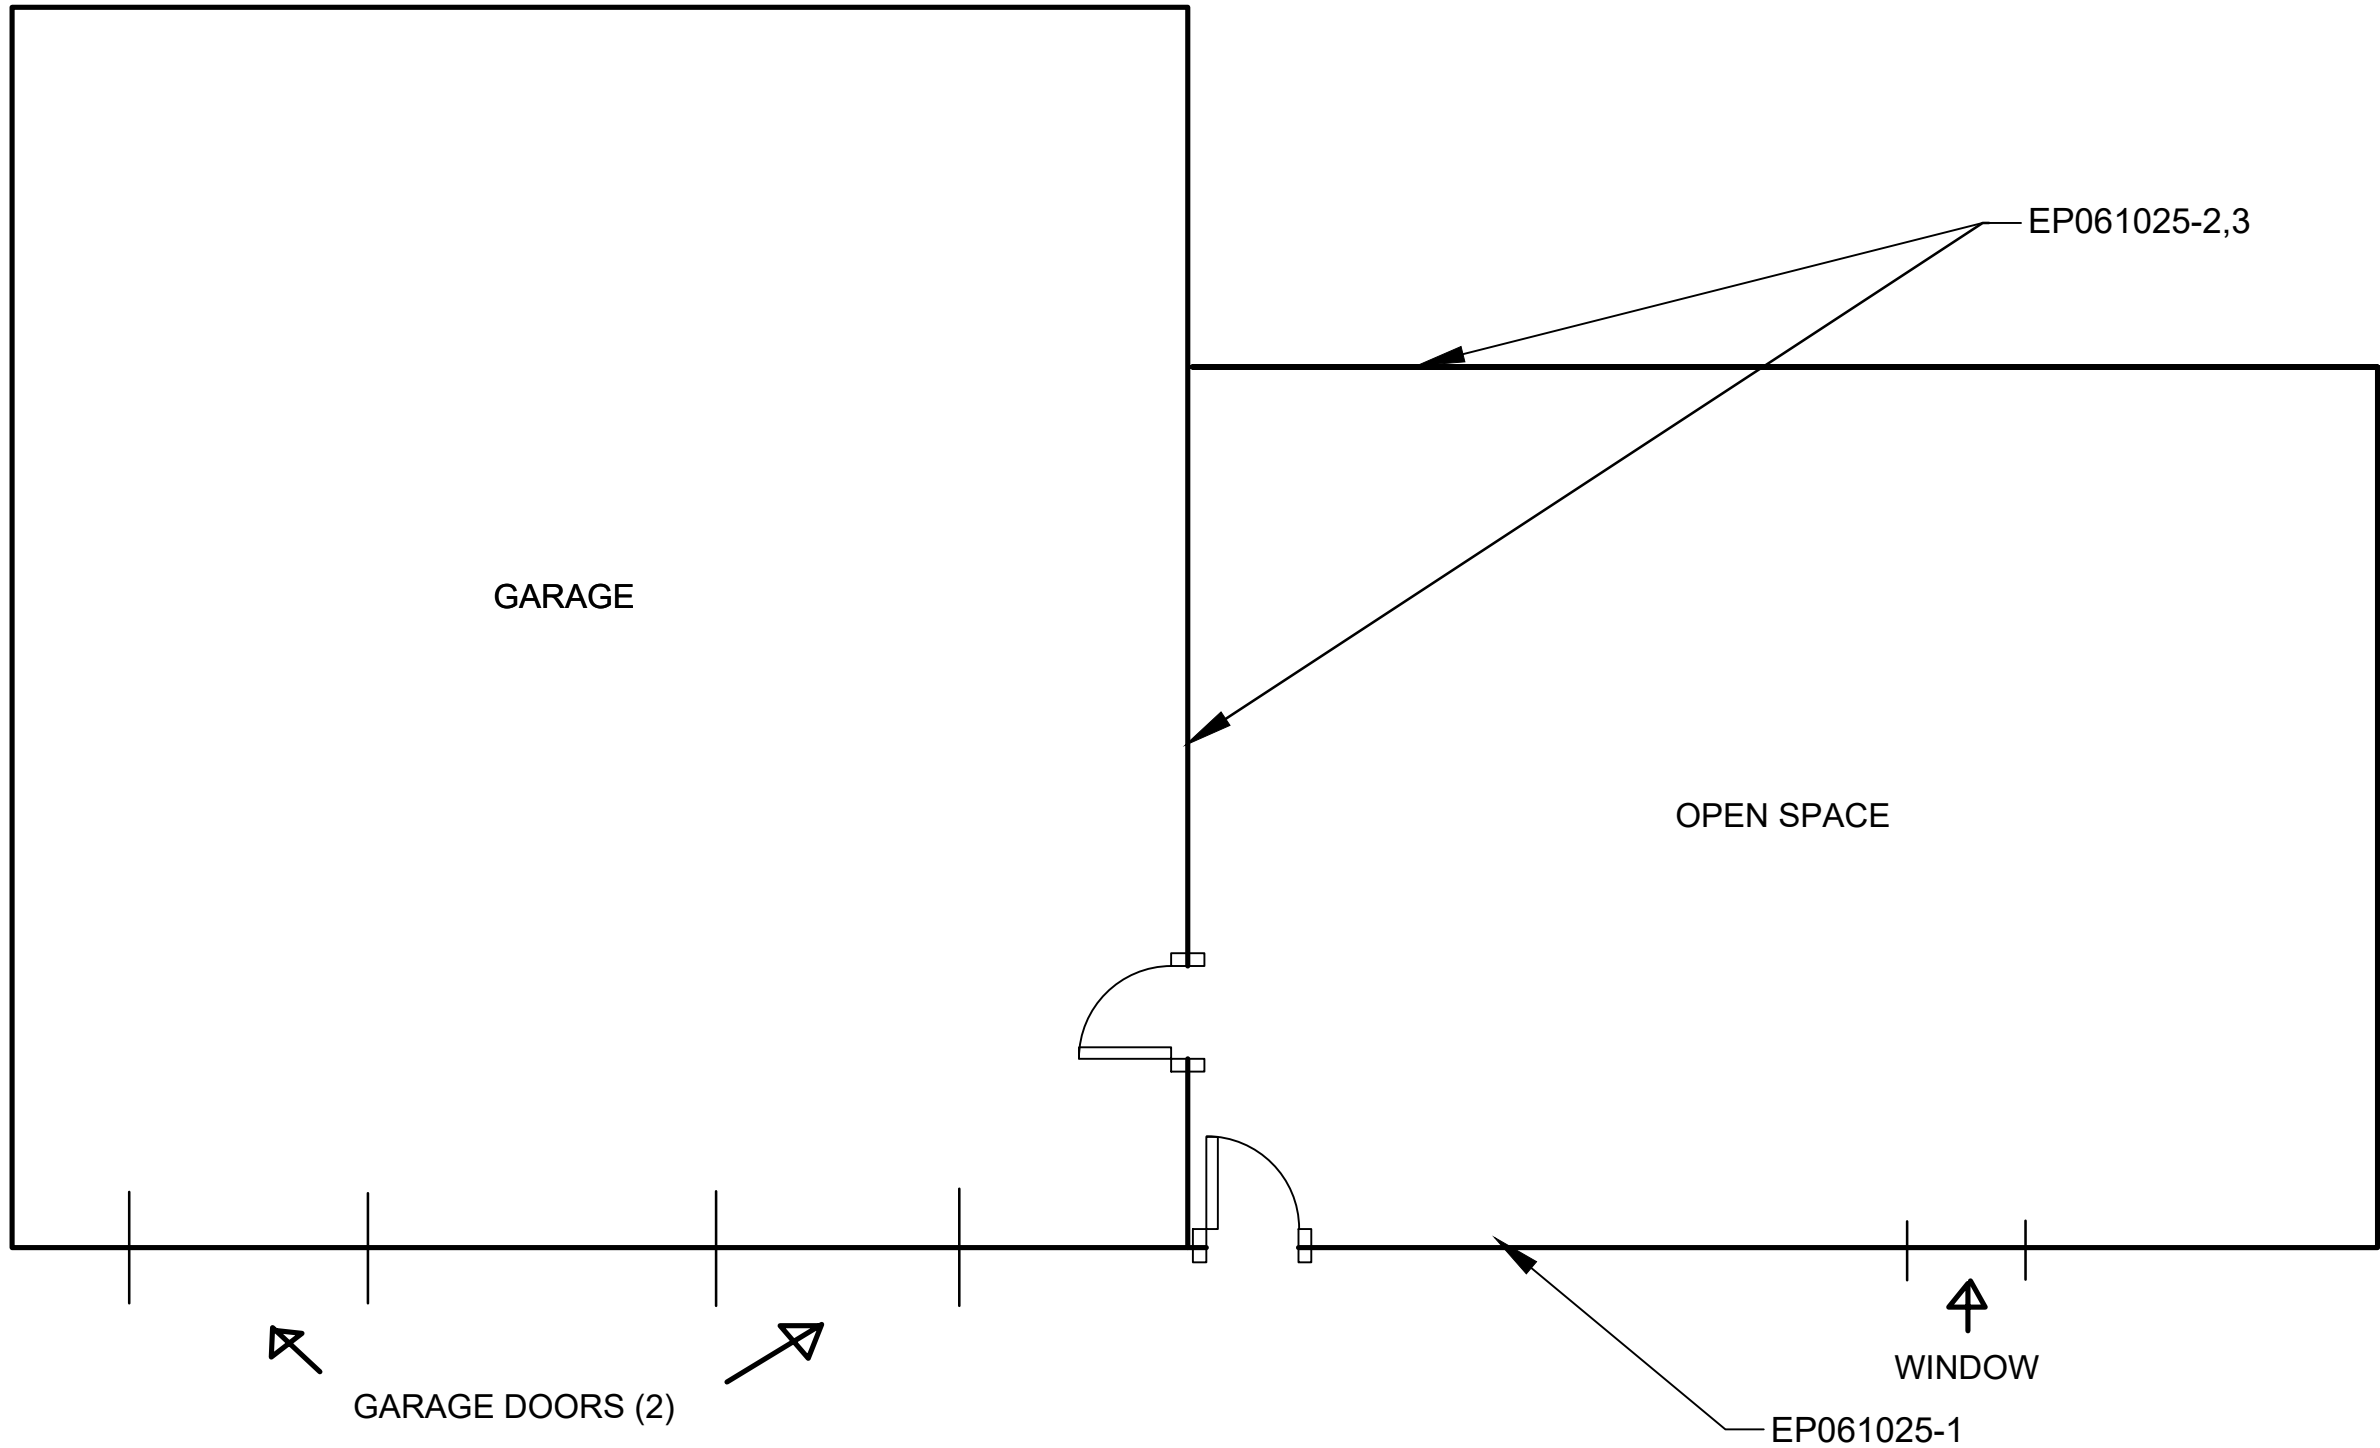 EP061025-2,3
GARAGE
OPEN SPACE
WINDOW
GARAGE DOORS (2)
EP061025-1